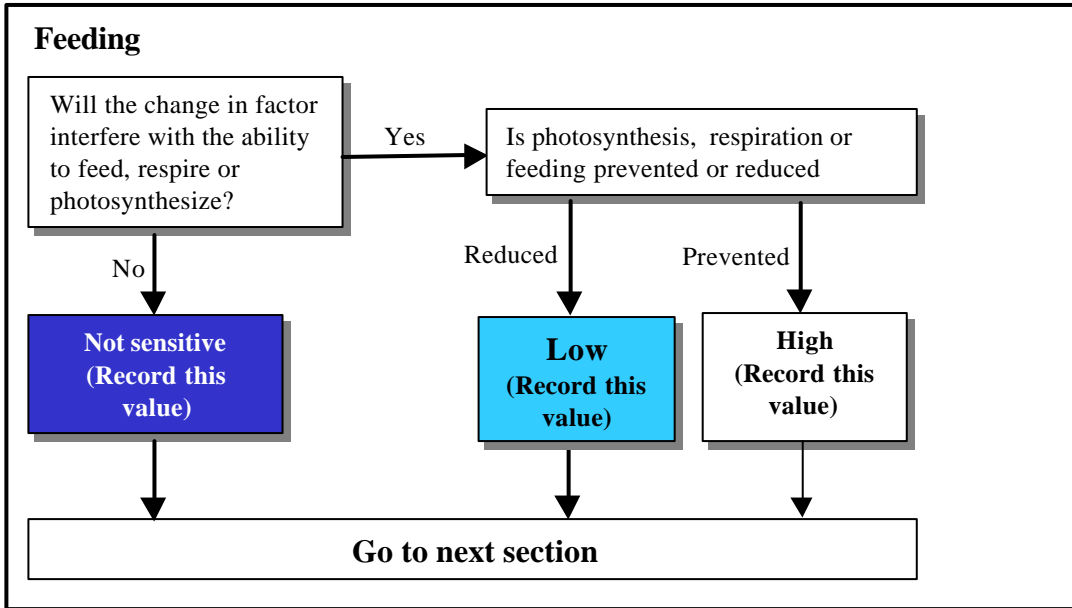 Feeding
Will the change in factor
interfere with the ability
to feed, respire or
photosynthesize?
Yes
Is photosynthesis, respiration or
feeding prevented or reduced
No
Reduced
Prevented
Not sensitive
(Record this
value)
Low
(Record this
value)
High
(Record this
value)
Go to next section